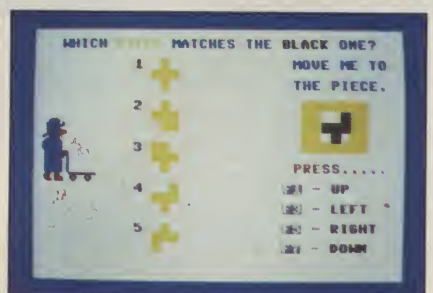 WHICH MATCHES THE BLACK ONE?
MOVE ME TO
THE PIECE.
1
2
3
4
5
PRESS.....
- UP
- LEFT
- RIGHT
- DOWN